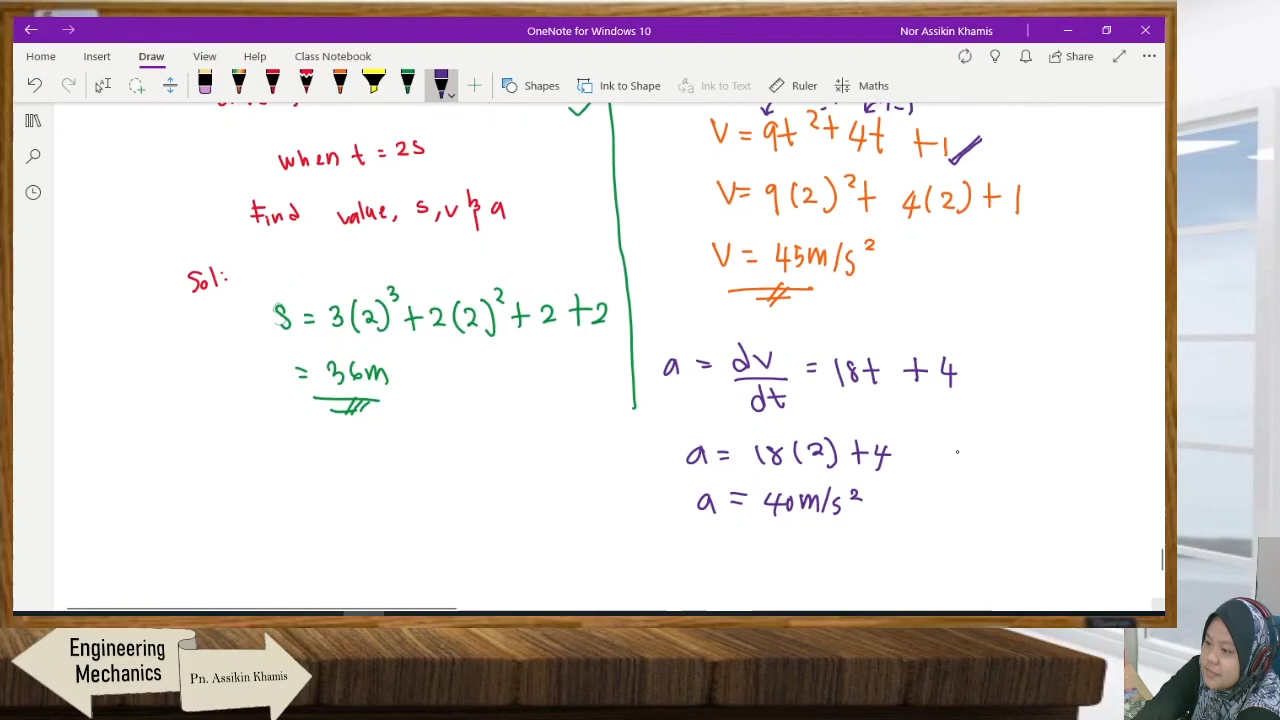 OneNote for Windows 10
Nor Assikin Khamis
Home Insert Draw View Help Class Notebook
Share
Shapes
Ink to Shape
Ink to Text
Ruler
Maths
when t = 2s
Find value, s, v & a
Sol:
S = 3(2)³ + 2(2)² + 2 + 2
= 36m
V = 9t² + 4t + 1
V = 9(2)² + 4(2) + 1
V = 45m/s²
a = dv/dt = 18t + 4
a = 18(2) + 4
a = 40m/s²
Engineering
Mechanics
Pn. Assikin Khamis